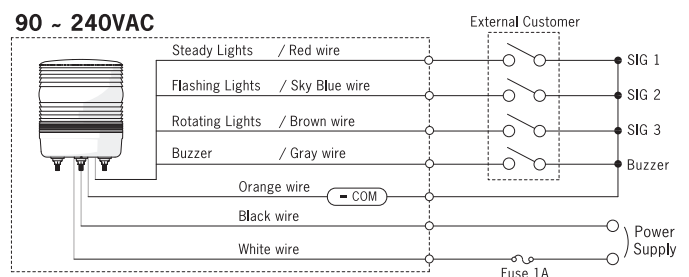 90 ~ 240VAC
External Customer
Steady Lights / Red wire
SIG 1
Flashing Lights / Sky Blue wire
SIG 2
Rotating Lights / Brown wire
SIG 3
Buzzer / Gray wire
Buzzer
Orange wire
- COM
Black wire
Power
Supply
White wire
Fuse 1A